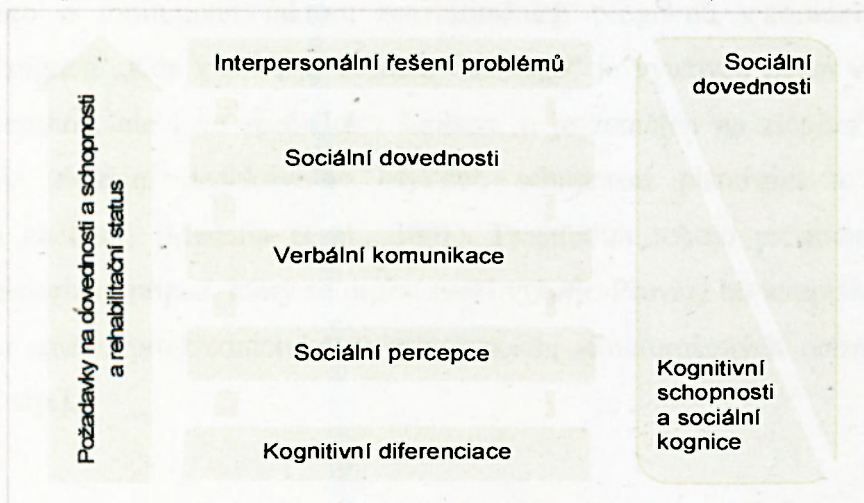 Požadavky na dovednosti a schopnosti
a rehabilitační status
Interpersonální řešení problémů
Sociální dovednosti
Verbální komunikace
Sociální percepce
Kognitivní diferenciace
Sociální
dovednosti
Kognitivní
schopnosti
a sociální
kognice